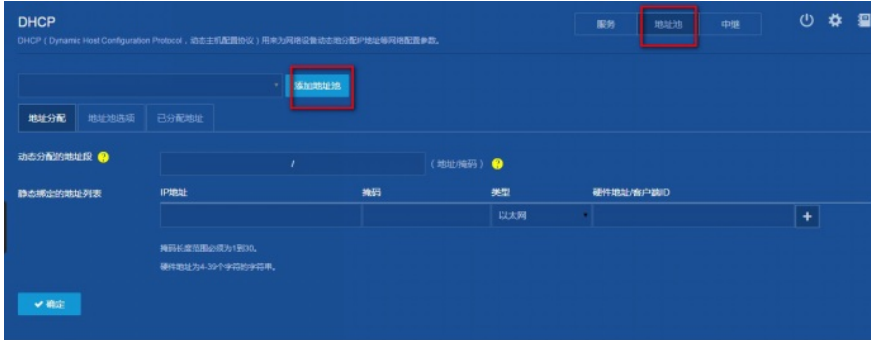 DHCP
服务 地址池 中继
DHCP ( Dynamic Host Configuration Protocol , 动态主机配置协议 ) 用来为网络设备动态地分配IP地址等网络配置参数。
添加地址池
地址分配 地址池选项 已分配地址
动态分配的地址段 ?
/
( 地址/掩码 ) ?
静态绑定的地址列表
IP地址 掩码 类型 硬件地址/客户端ID
以太网
+
掩码长度范围必须为1到30。
硬件地址为4-39个字符的字符串。
确定